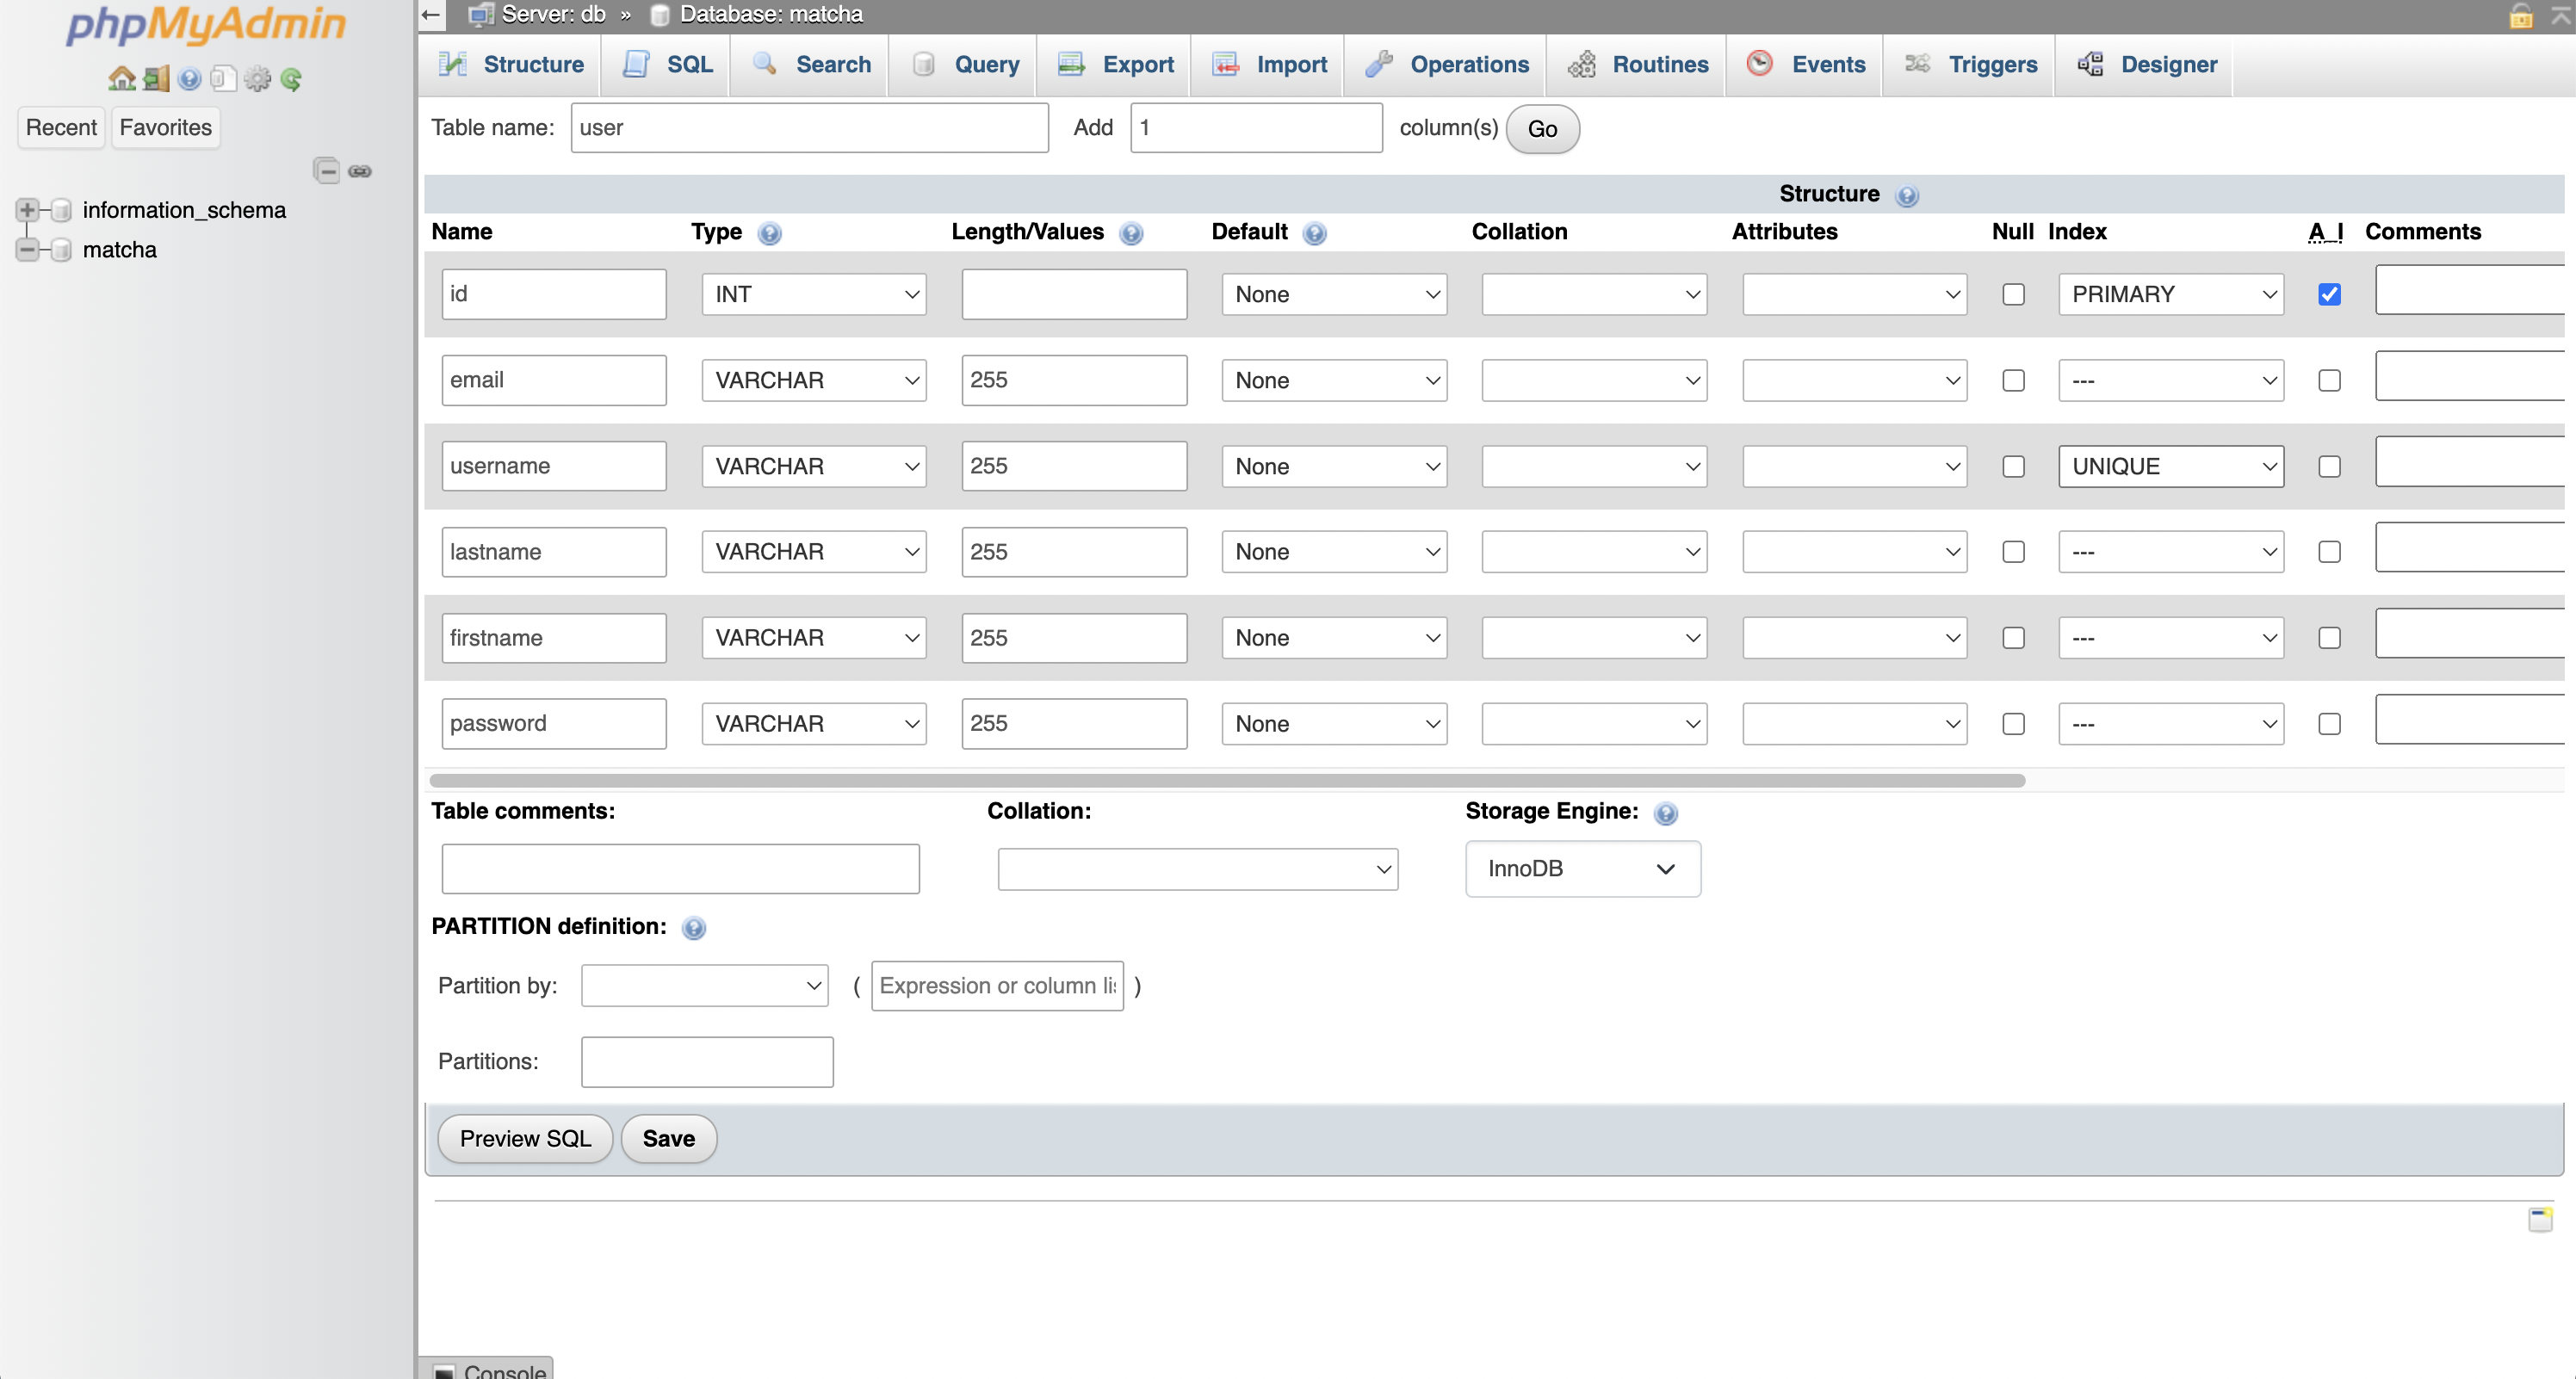 phpMyAdmin
Recent Favorites
information_schema
matcha
Server: db » Database: matcha
Structure SQL Search Query Export Import Operations Routines Events Triggers Designer
Table name: user Add 1 column(s) Go
Structure
Name Type Length/Values Default Collation Attributes Null Index A_I Comments
id INT None PRIMARY
email VARCHAR 255 None ---
username VARCHAR 255 None UNIQUE
lastname VARCHAR 255 None ---
firstname VARCHAR 255 None ---
password VARCHAR 255 None ---
Table comments: Collation: Storage Engine:
InnoDB
PARTITION definition:
Partition by: ( Expression or column li )
Partitions:
Preview SQL Save
Console